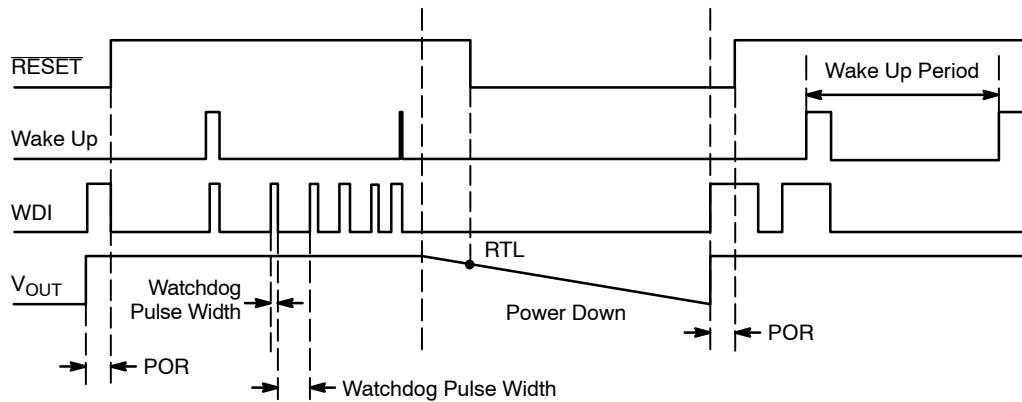 RESET
Wake Up Period
Wake Up
WDI
RTL
VOUT
Watchdog
Pulse Width
Power Down
POR
POR
Watchdog Pulse Width